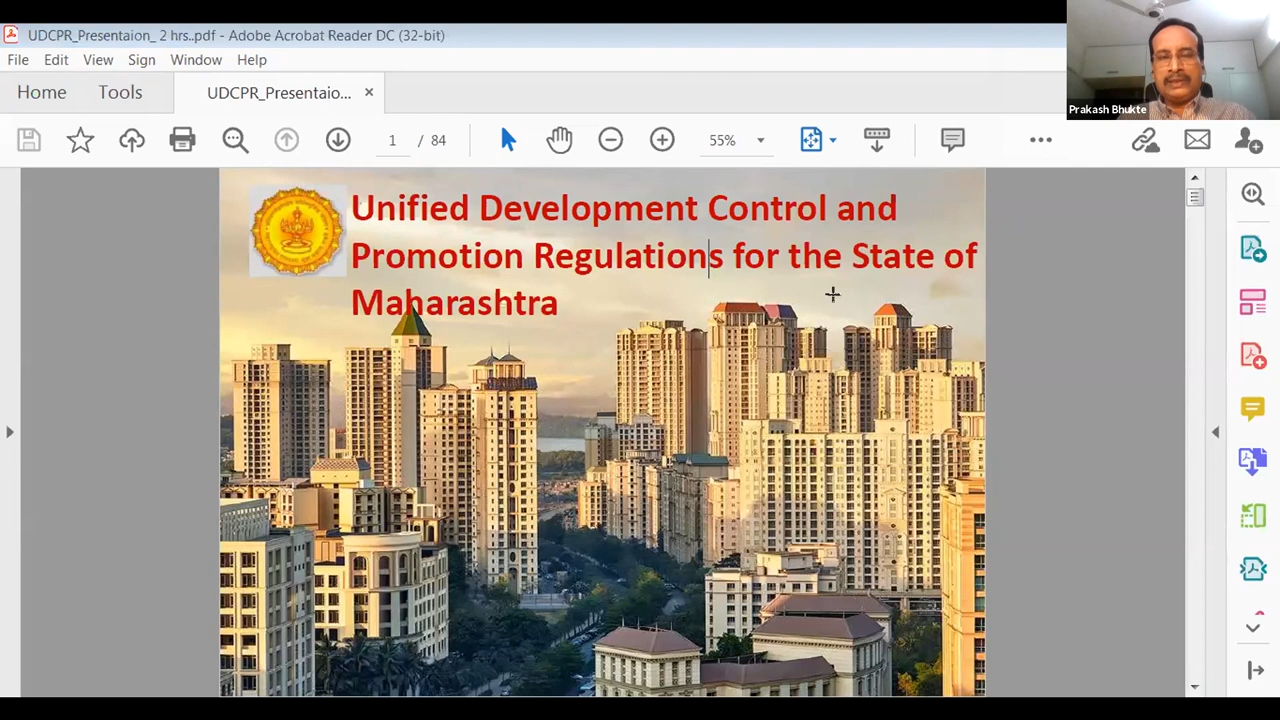 UDCPR_Presentaion_ 2 hrs..pdf - Adobe Acrobat Reader DC (32-bit)
File Edit View Sign Window Help
Home Tools UDCPR_Presentaio... ×
1 / 84 55%
Prakash Bhukte
Unified Development Control and
Promotion Regulations for the State of
Maharashtra